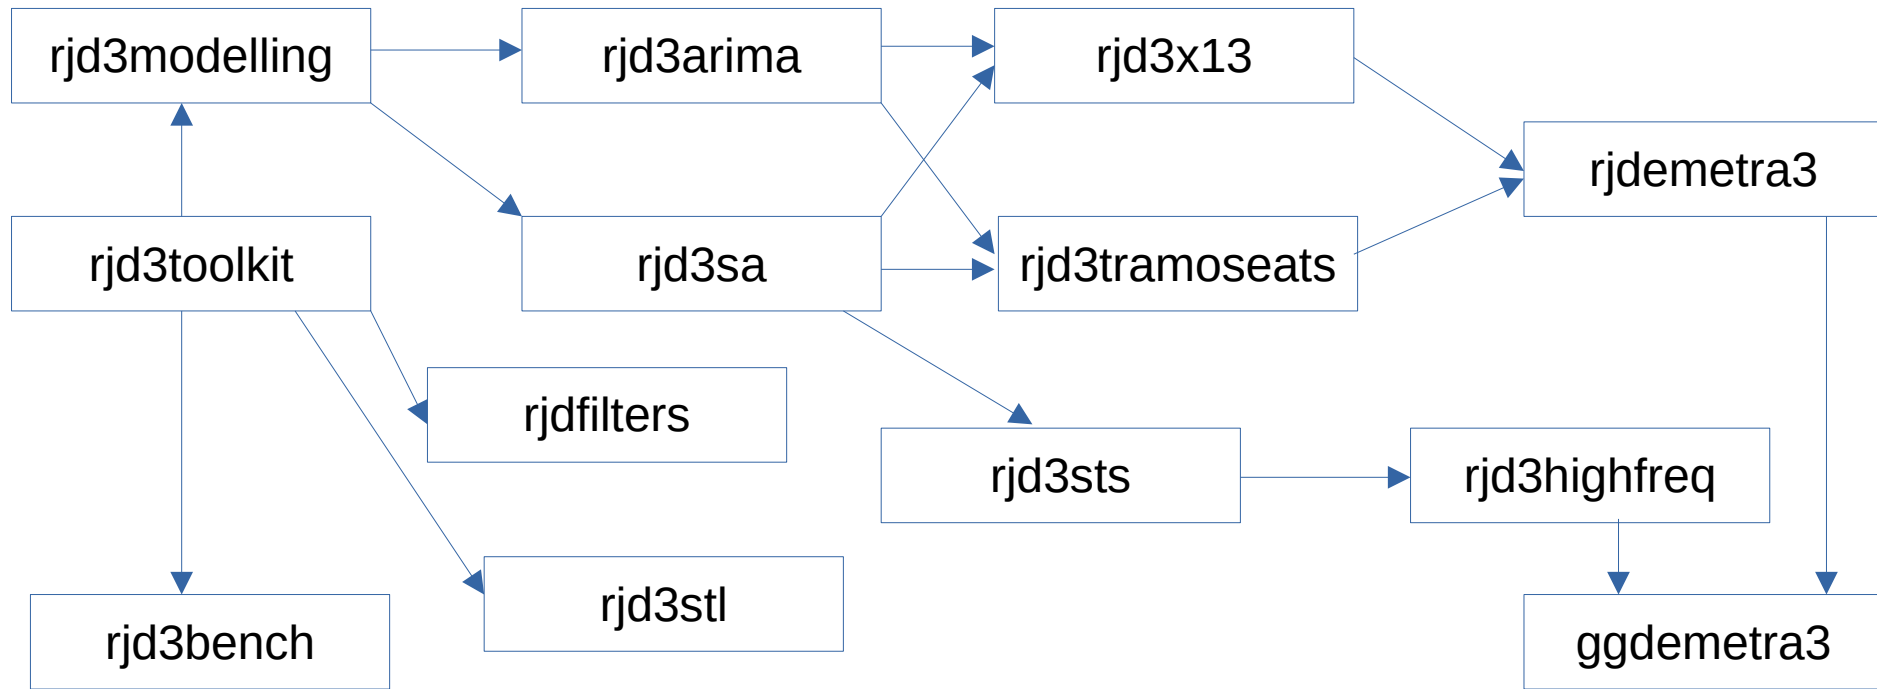 rjd3modelling
rjd3arima
rjd3x13
rjdemetra3
rjd3toolkit
rjd3sa
rjd3tramoseats
rjdfilters
rjd3sts
rjd3highfreq
rjd3stl
rjd3bench
ggdemetra3